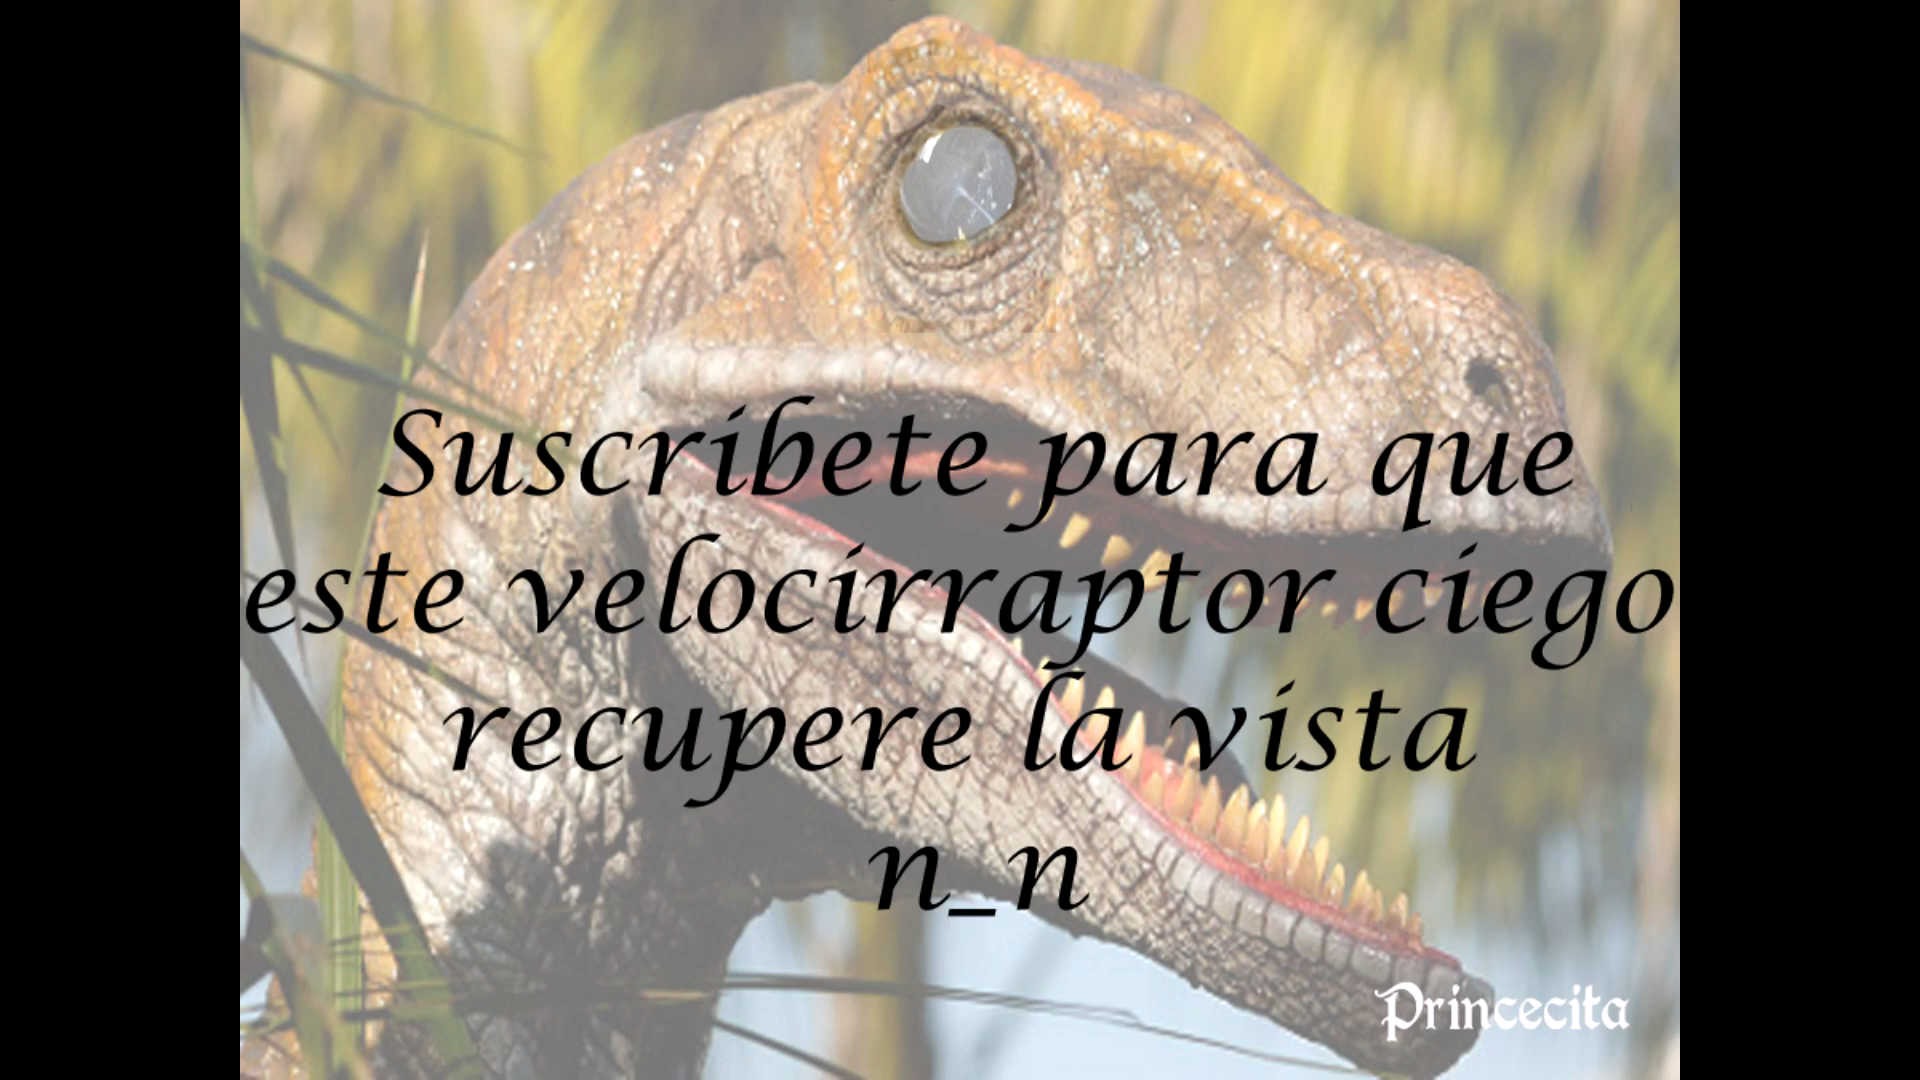 Suscribete para que
este velocirraptor ciego
recupere la vista
n_n
Princecita